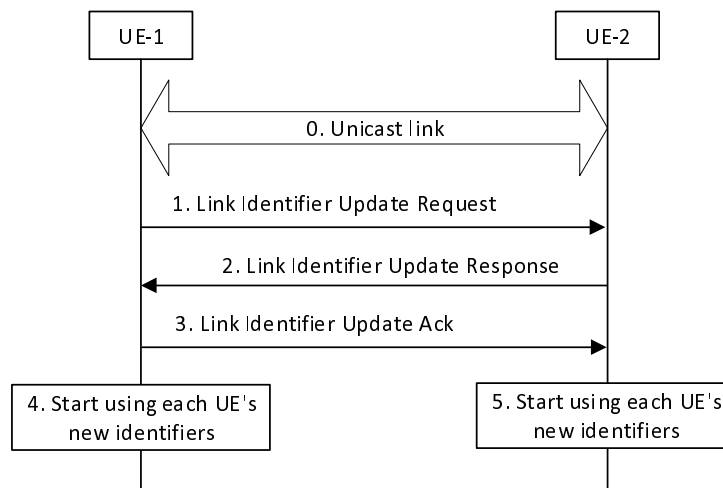 UE-1
UE-2
0. Unicast link
1. Link Identifier Update Request
2. Link Identifier Update Response
3. Link Identifier Update Ack
4. Start using each UE's
new identifiers
5. Start using each UE's
new identifiers